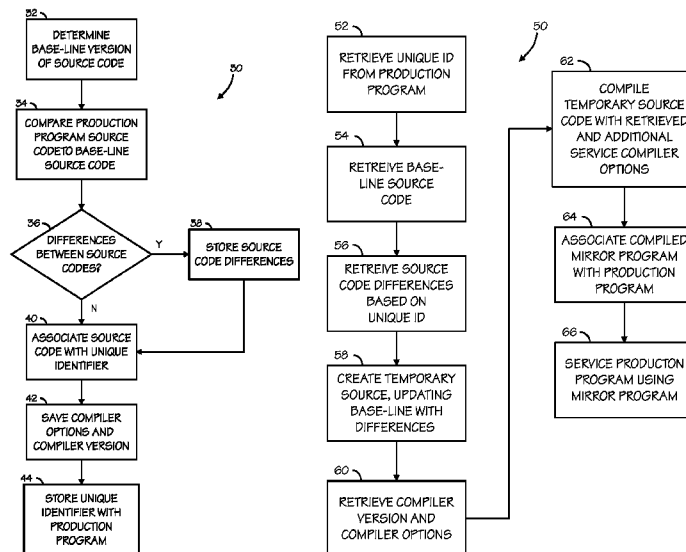 32
DETERMINE
BASE-LINE VERSION
OF SOURCE CODE
30
34
COMPARE PRODUCTION
PROGRAM SOURCE
CODETO BASE-LINE
SOURCE CODE
36
DIFFERENCES
BETWEEN SOURCE
CODES?
Y
38
STORE SOURCE
CODE DIFFERENCES
N
40
ASSOCIATE SOURCE
CODE WITH UNIQUE
IDENTIFIER
42
SAVE COMPILER
OPTIONS AND
COMPILER VERSION
44
STORE UNIQUE
IDENTIFIER WITH
PRODUCTION
PROGRAM
50
52
RETRIEVE UNIQUE ID
FROM PRODUCTION
PROGRAM
54
RETREIVE BASE-
LINE SOURCE
CODE
56
RETREIVE SOURCE
CODE DIFFERENCES
BASED ON
UNIQUE ID
58
CREATE TEMPORARY
SOURCE, UPDATING
BASE-LINE WITH
DIFFERENCES
60
RETRIEVE COMPILER
VERSION AND
COMPILER OPTIONS
62
COMPILE
TEMPORARY SOURCE
CODE WITH RETRIEVED
AND ADDITIONAL
SERVICE COMPILER
OPTIONS
64
ASSOCIATE COMPILED
MIRROR PROGRAM
WITH PRODUCTION
PROGRAM
66
SERVICE PRODUCTON
PROGRAM USING
MIRROR PROGRAM